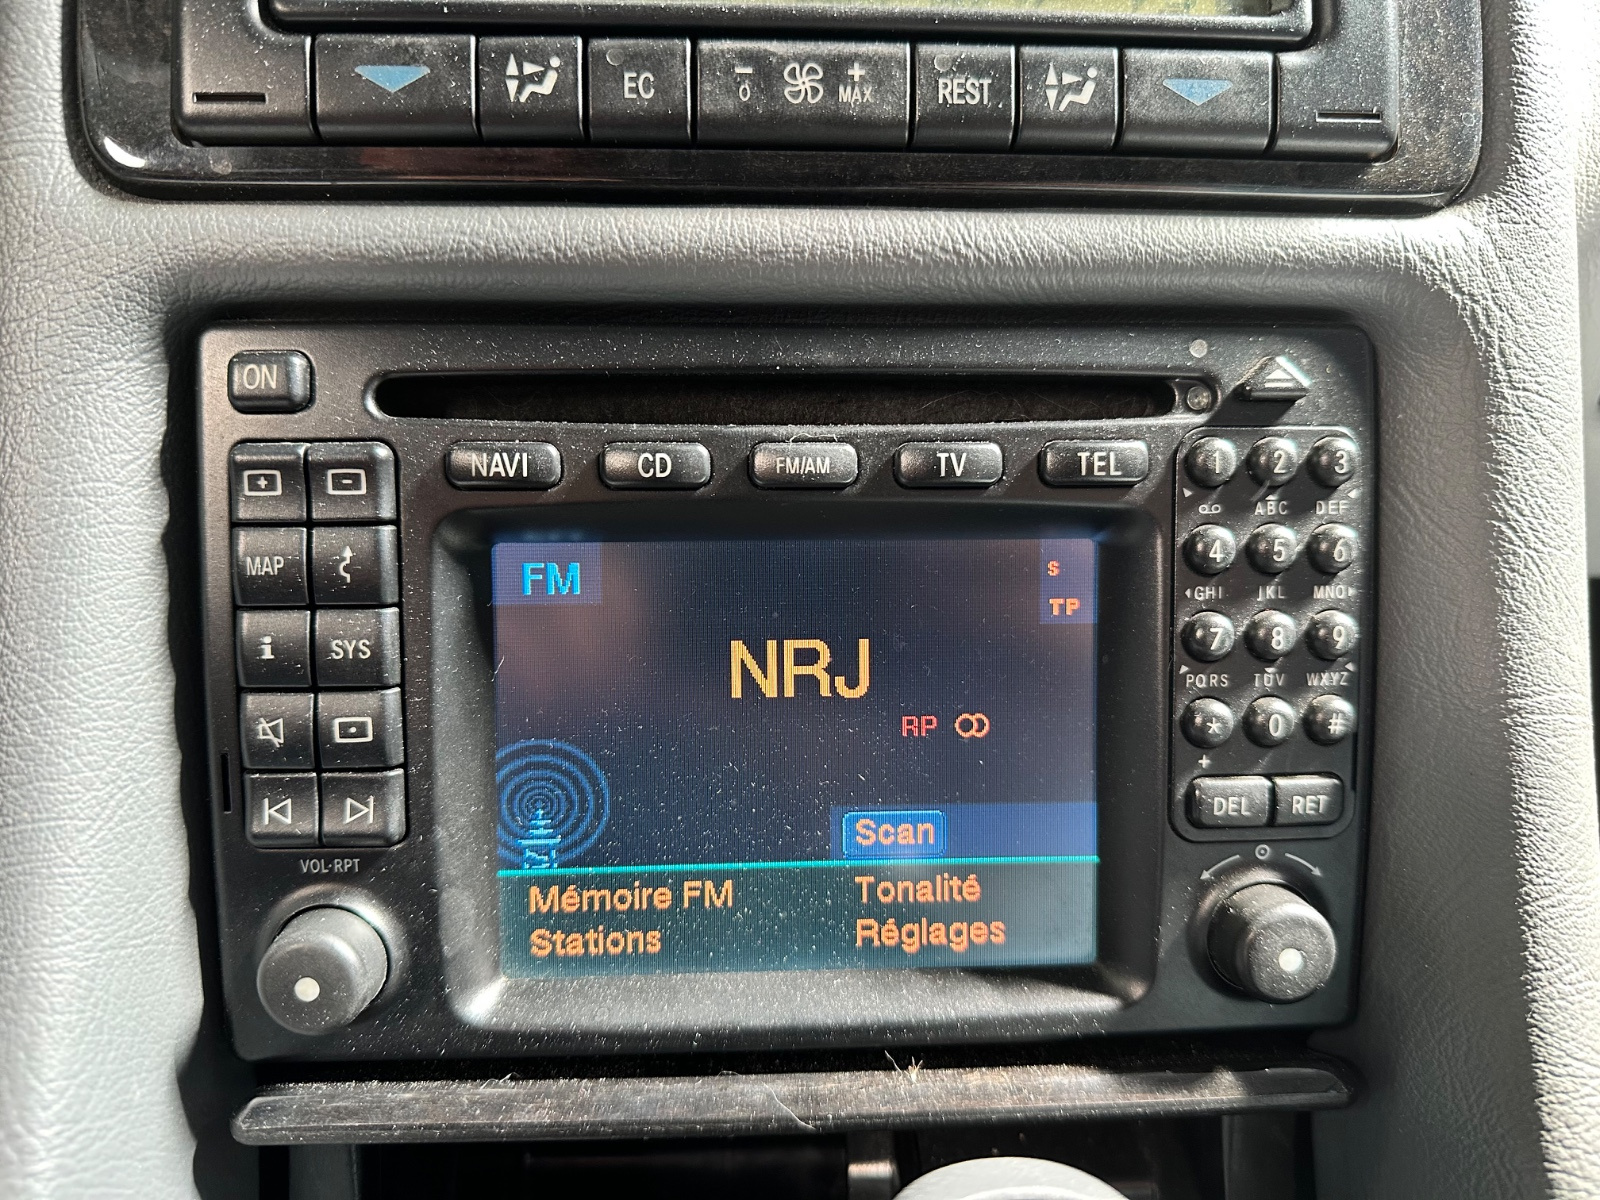 EC
O
MAX
REST
ON
NAVI CD FM/AM TV TEL
1 2 3
ABC DEF
MAP
4 5 6
GHI JKL MNO
i SYS
7 8 9
PQRS TUV WXYZ
* 0 #
+
DEL RET
VOL·RPT
FM
S
TP
NRJ
RP
Scan
Mémoire FM Tonalité
Stations Réglages